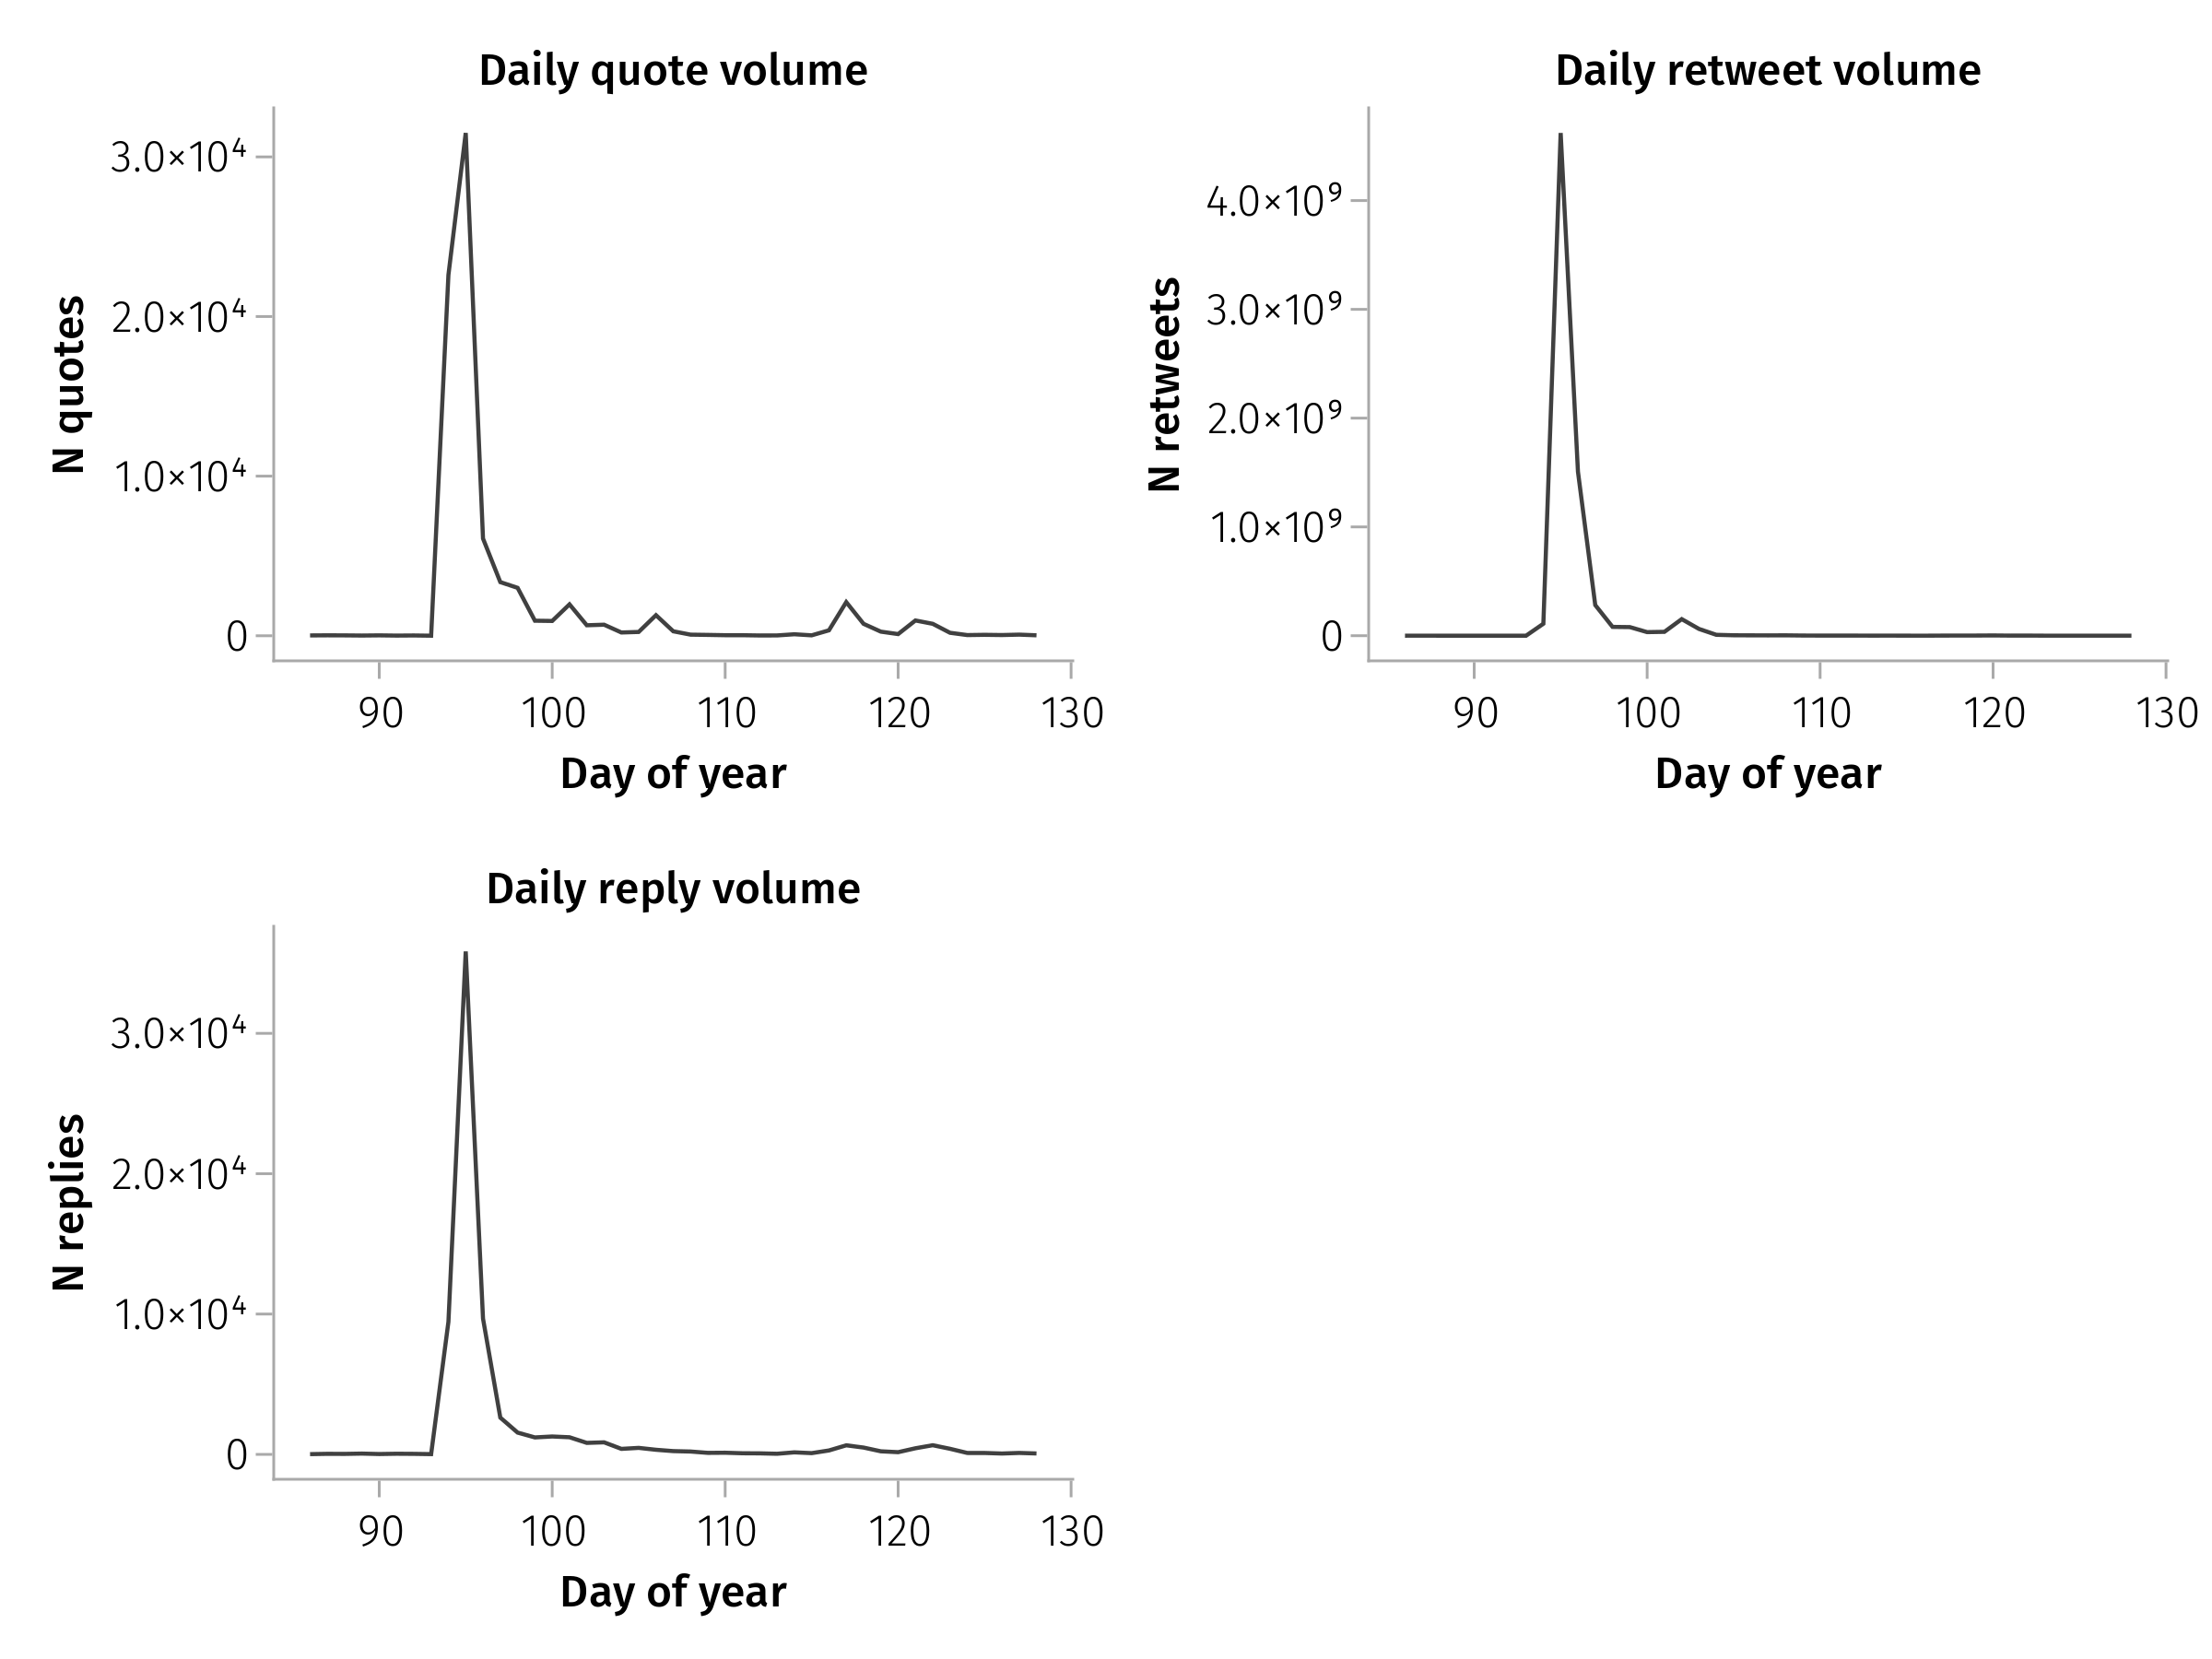 Daily quote volume
N quotes
3.0×10⁴
2.0×10⁴
1.0×10⁴
0
90 100 110 120 130
Day of year
Daily retweet volume
N retweets
4.0×10⁹
3.0×10⁹
2.0×10⁹
1.0×10⁹
0
90 100 110 120 130
Day of year
Daily reply volume
N replies
3.0×10⁴
2.0×10⁴
1.0×10⁴
0
90 100 110 120 130
Day of year